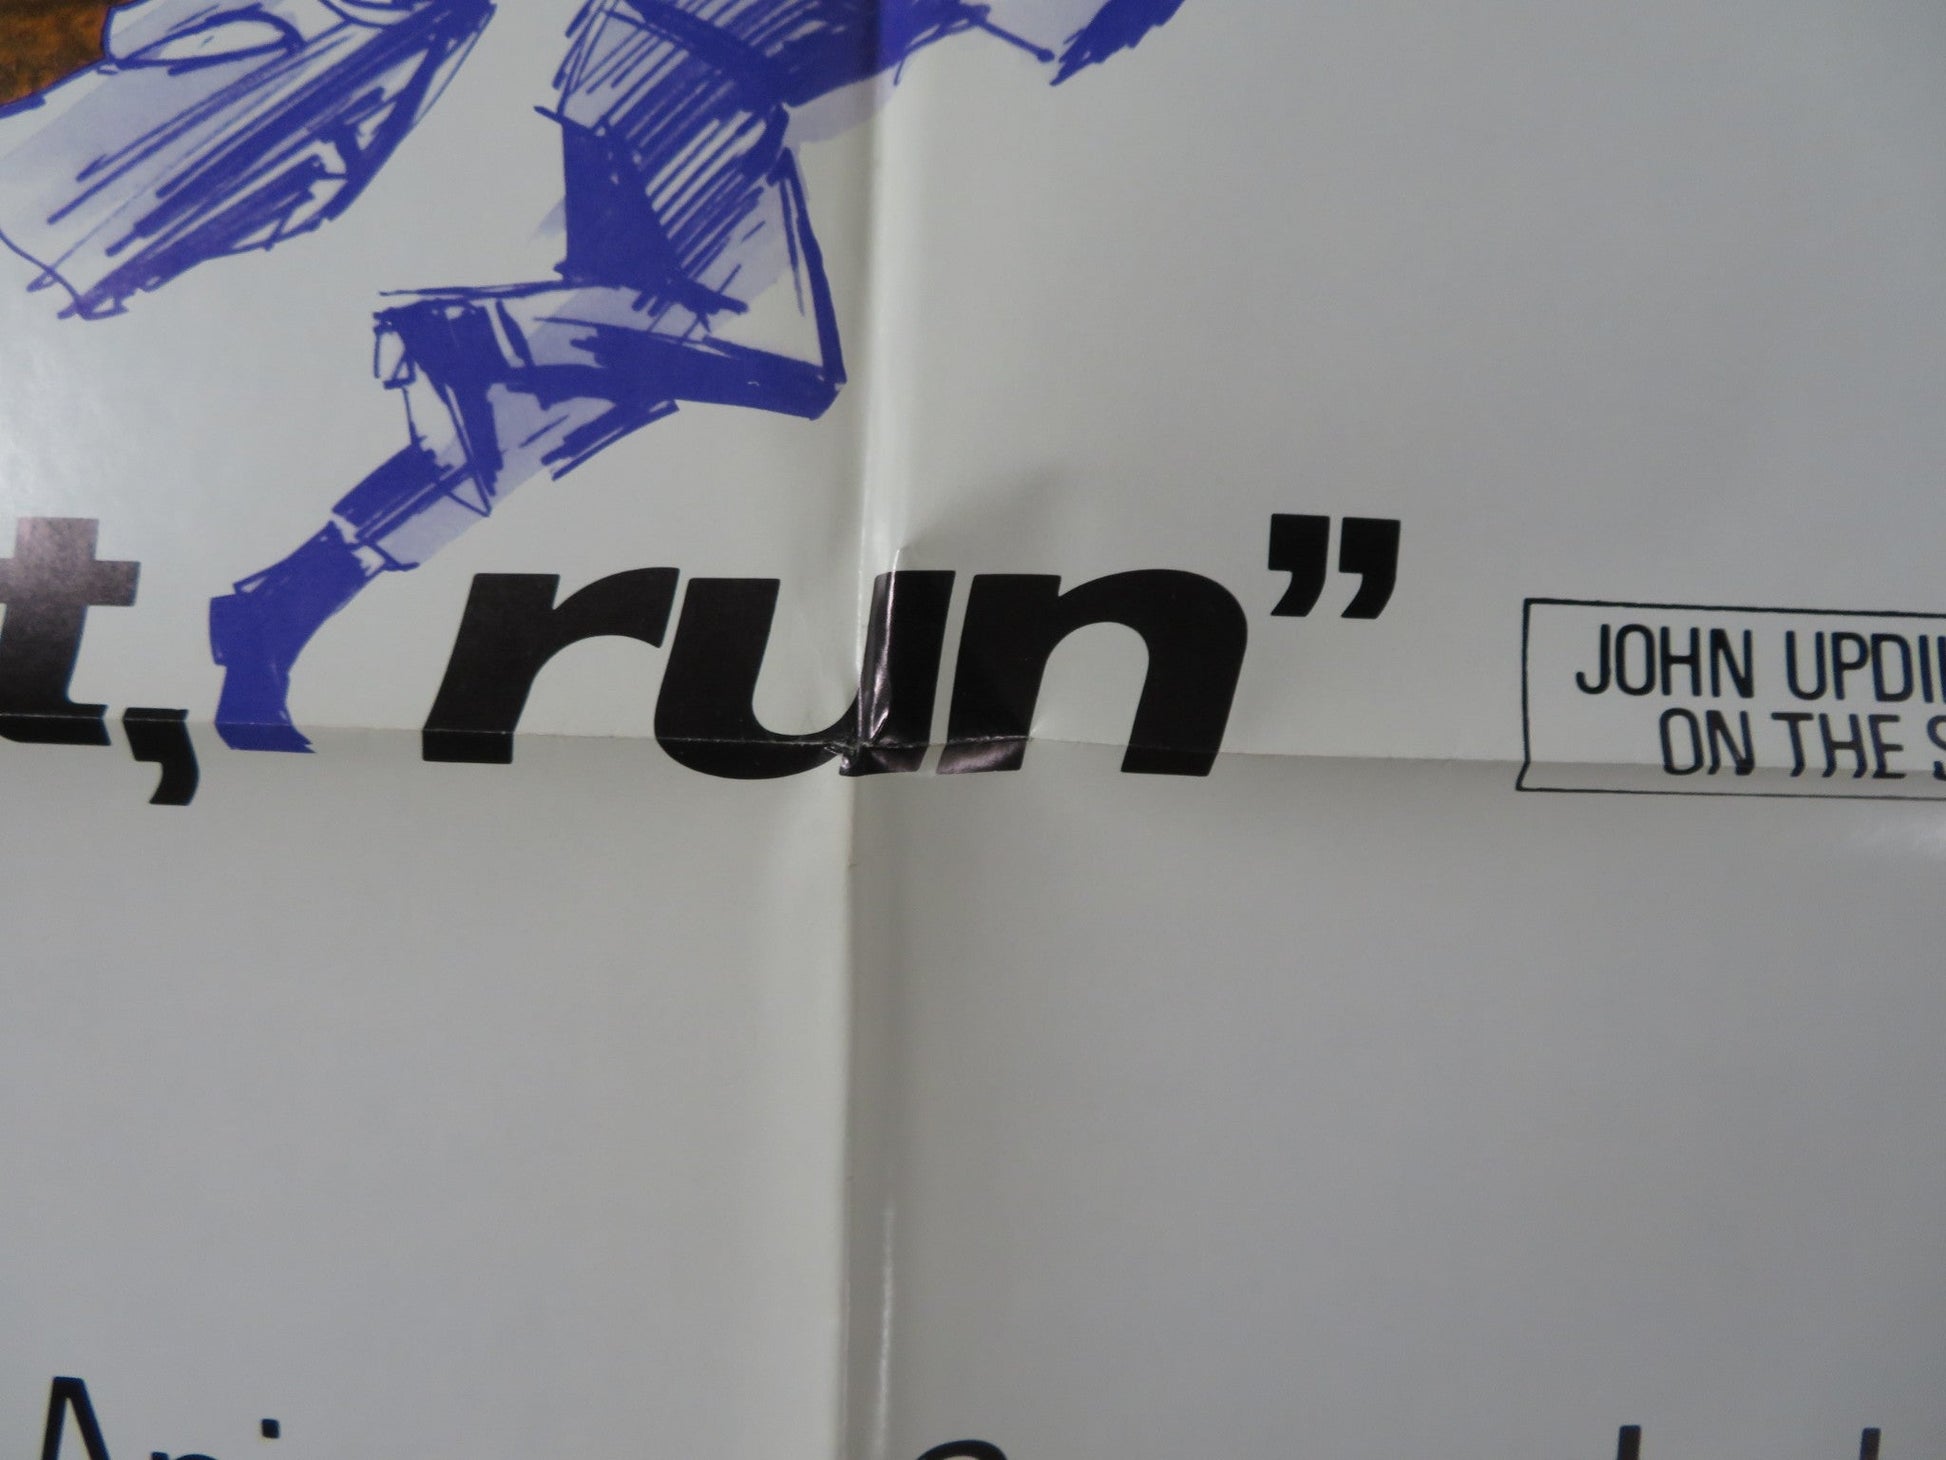 t, run”
JOHN UPDI
ON THE S